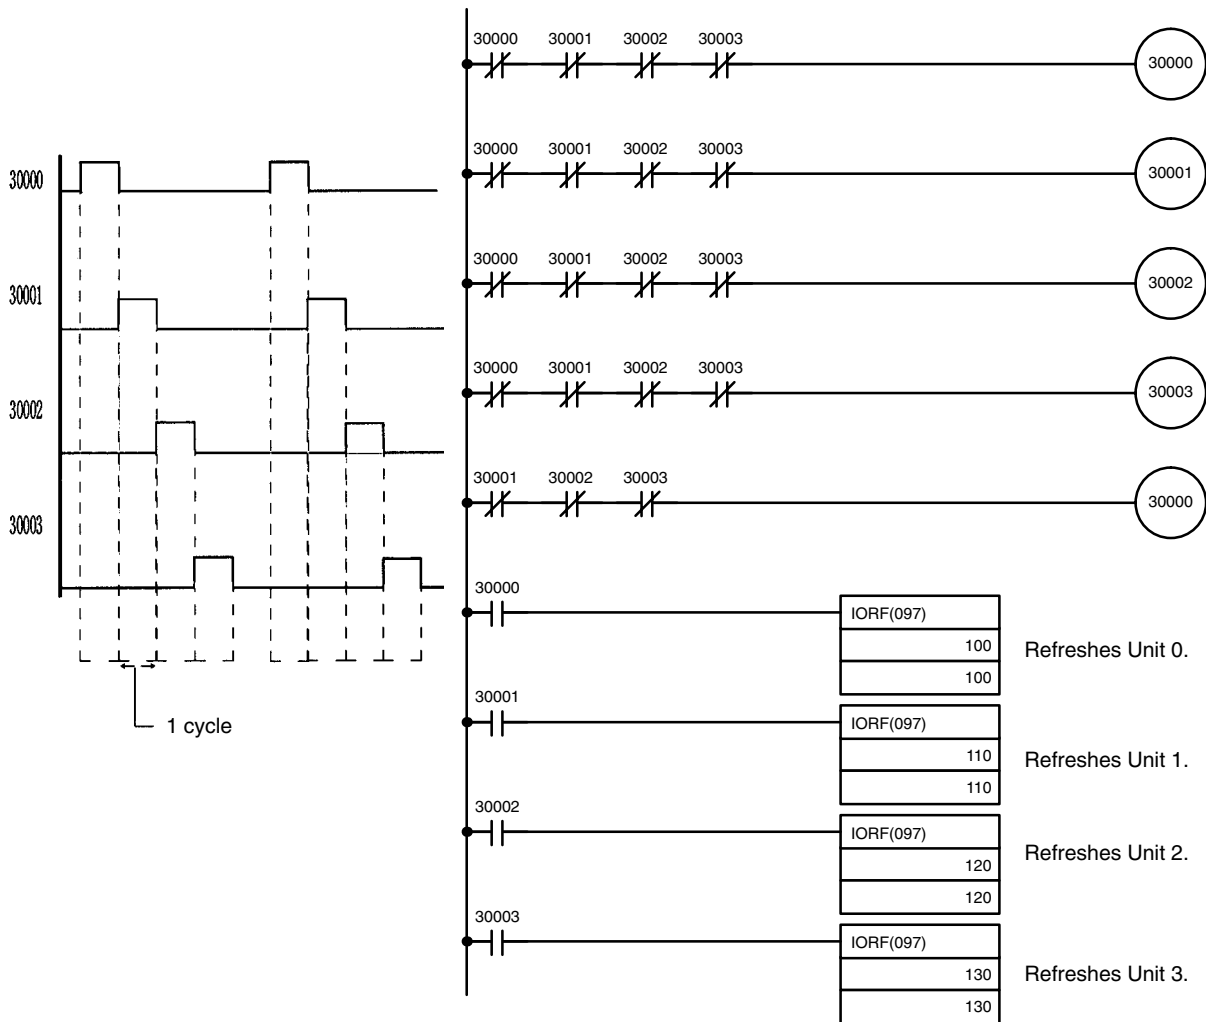 30000
30001
30002
30003
1 cycle
30000 30001 30002 30003
30000
30000 30001 30002 30003
30001
30000 30001 30002 30003
30002
30000 30001 30002 30003
30003
30001 30002 30003
30000
30000
IORF(097)
100
100
Refreshes Unit 0.
30001
IORF(097)
110
110
Refreshes Unit 1.
30002
IORF(097)
120
120
Refreshes Unit 2.
30003
IORF(097)
130
130
Refreshes Unit 3.